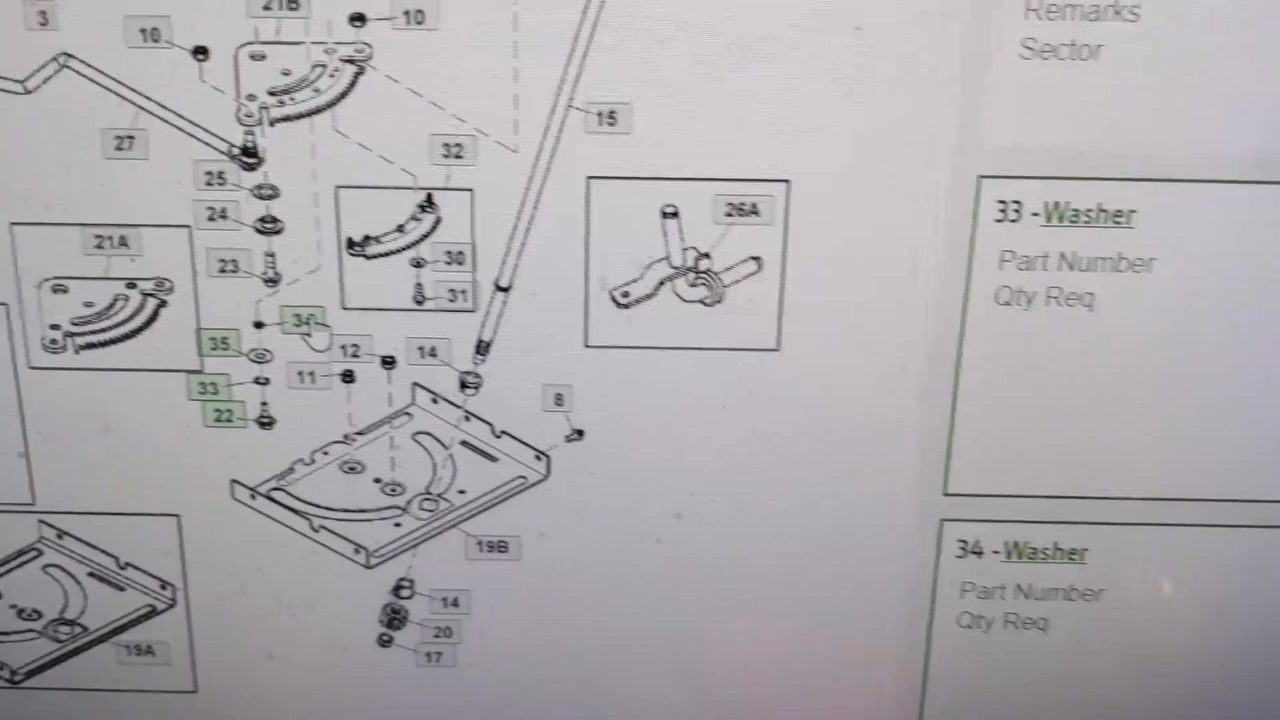 3
10
21B
10
27
15
32
25
24
26A
23
30
21A
31
34
35
12
14
11
33
8
22
19B
14
20
17
19A
Remarks
Sector
33 - Washer
Part Number
Qty Req
34 - Washer
Part Number
Qty Req